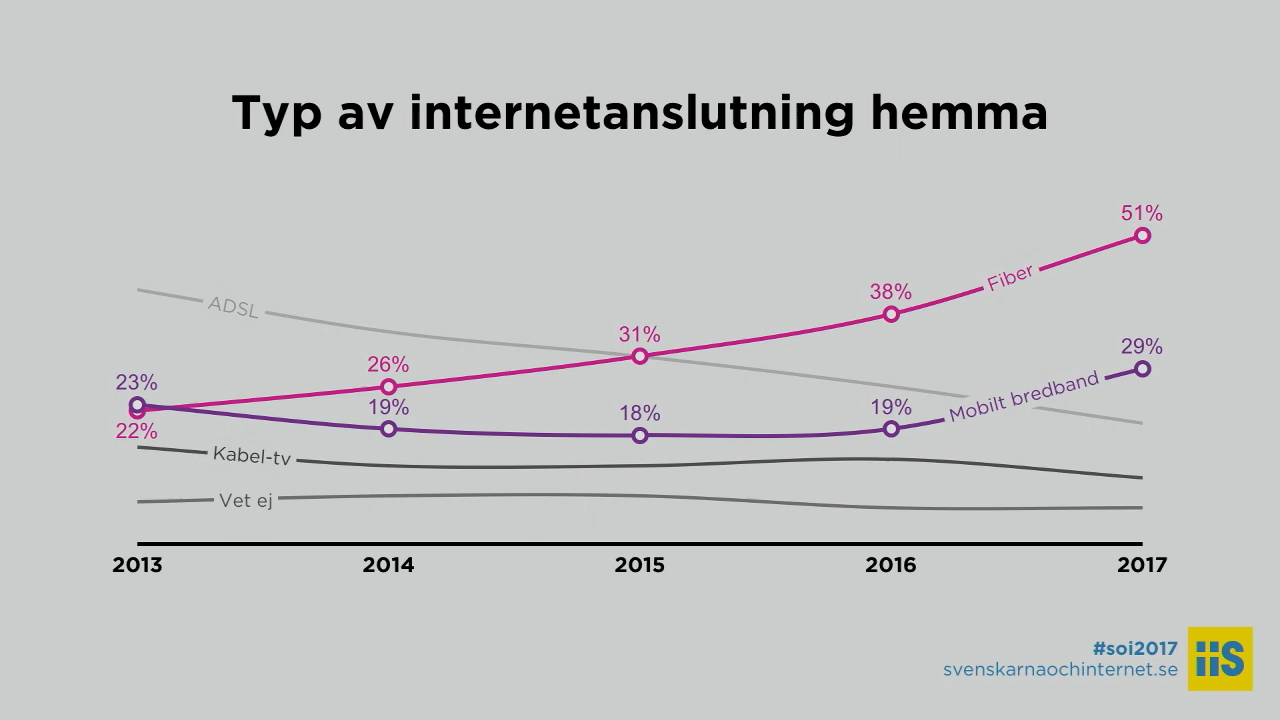 Typ av internetanslutning hemma
51%
Fiber
38%
ADSL
31%
29%
26%
23%
Mobilt bredband
19%
18%
19%
22%
Kabel-tv
Vet ej
2013
2014
2015
2016
2017
#soi2017
svenskarnaochinternet.se
iiS